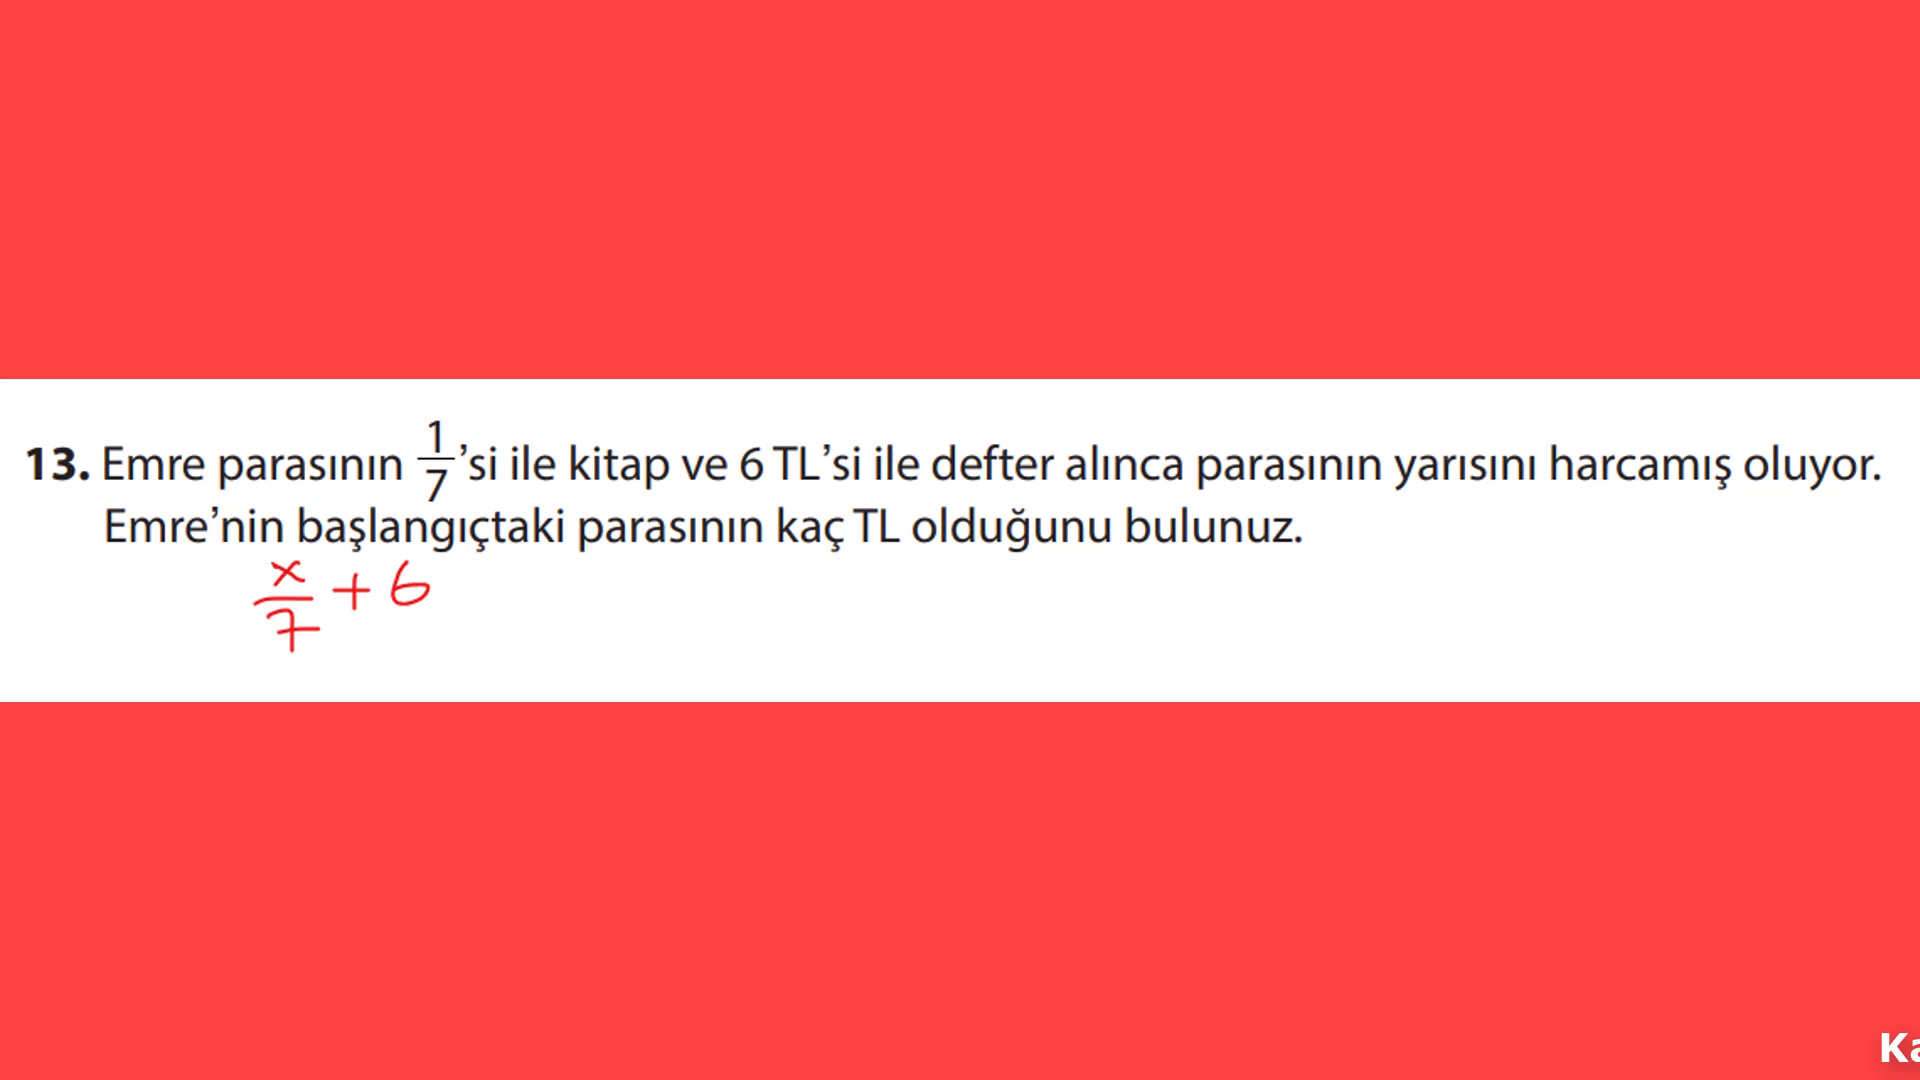 13. Emre parasının 1/7'si ile kitap ve 6 TL'si ile defter alınca parasının yarısını harcamış oluyor.
Emre'nin başlangıçtaki parasının kaç TL olduğunu bulunuz.
x/7 + 6
Ka